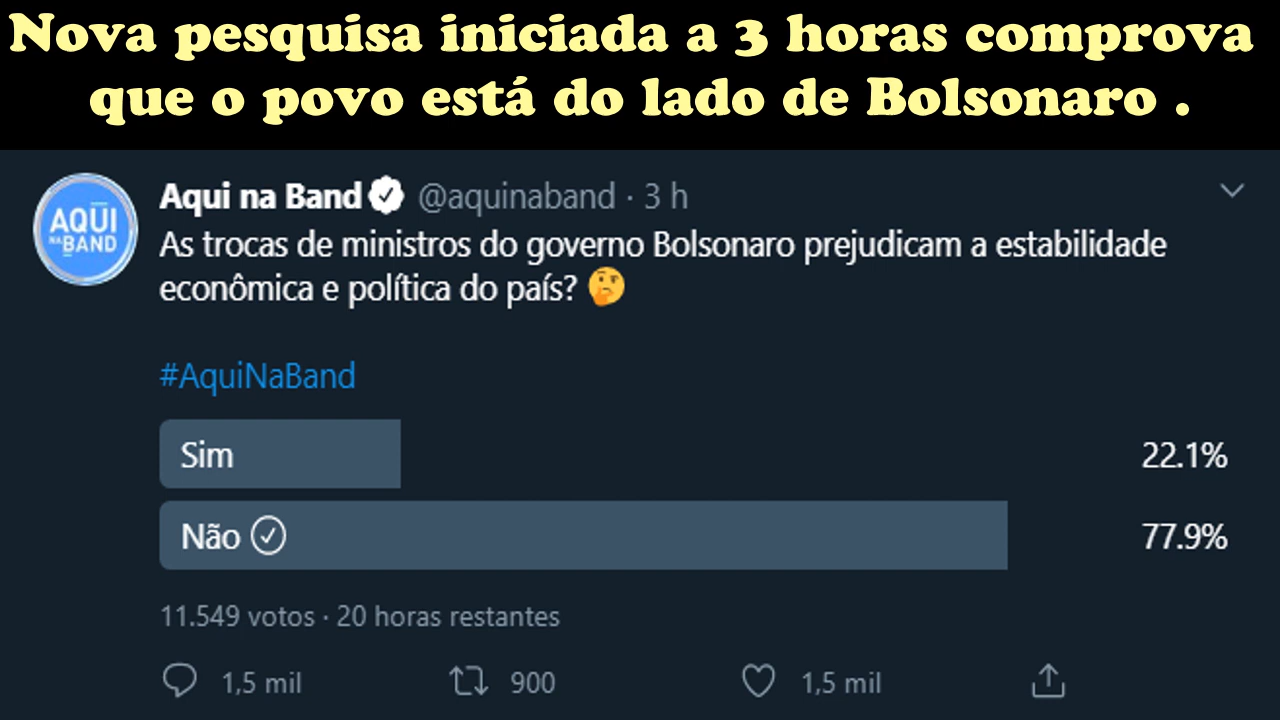 Nova pesquisa iniciada a 3 horas comprova
que o povo está do lado de Bolsonaro .
AQUI
NA BAND
Aqui na Band @aquinaband · 3 h
As trocas de ministros do governo Bolsonaro prejudicam a estabilidade
econômica e política do país? 🤔
#AquiNaBand
Sim 22.1%
Não 77.9%
11.549 votos · 20 horas restantes
1,5 mil 900 1,5 mil